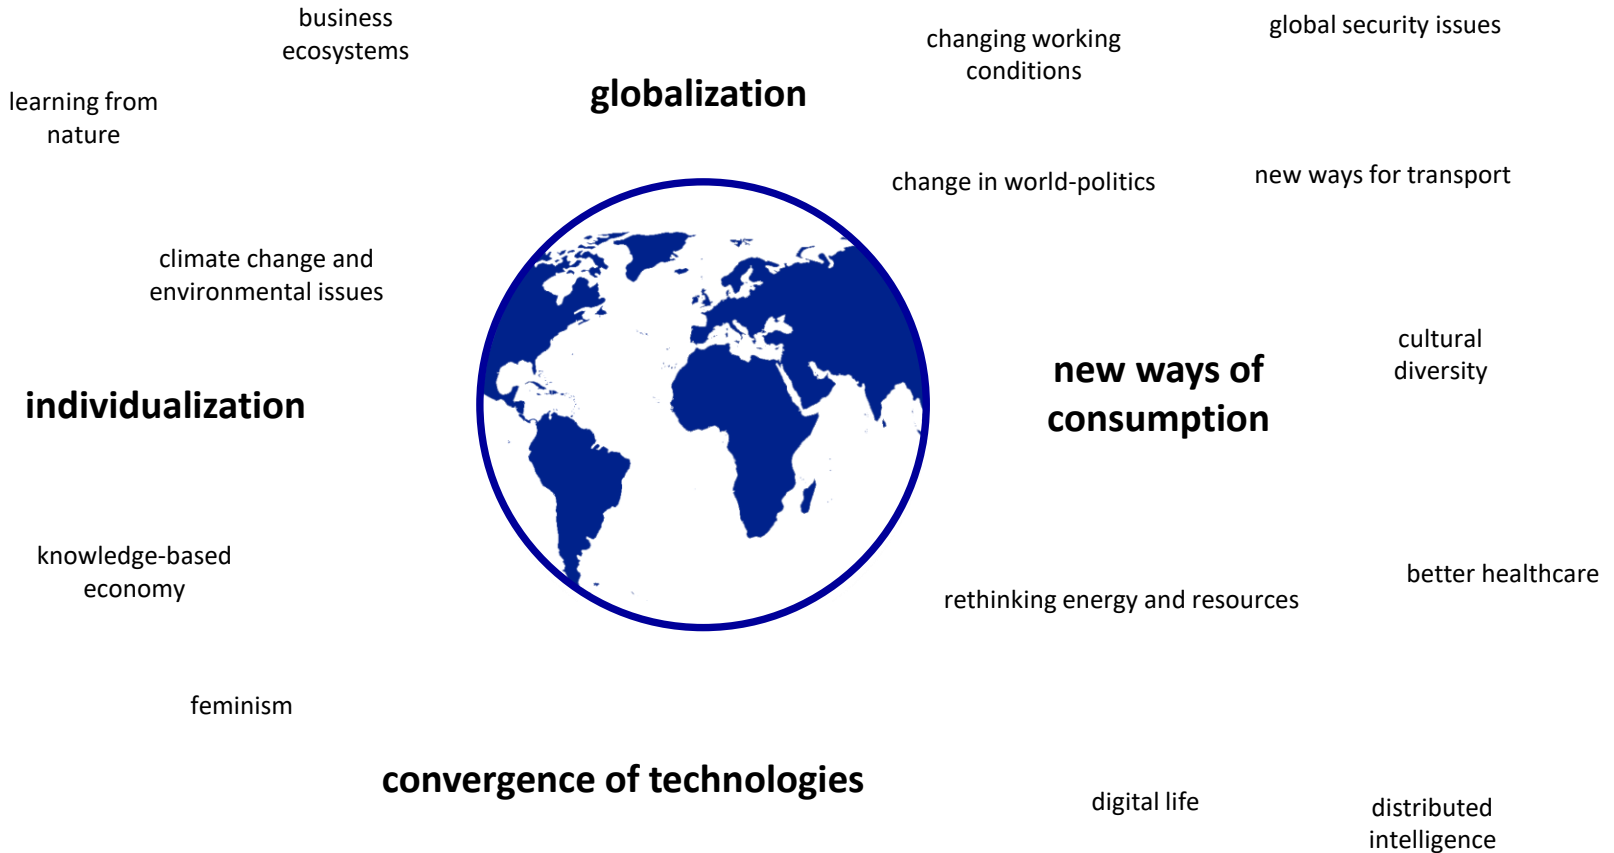 business
ecosystems
changing working
conditions
global security issues
globalization
learning from
nature
change in world-politics
new ways for transport
climate change and
environmental issues
cultural
diversity
new ways of
consumption
individualization
knowledge-based
economy
better healthcare
rethinking energy and resources
feminism
convergence of technologies
digital life
distributed
intelligence